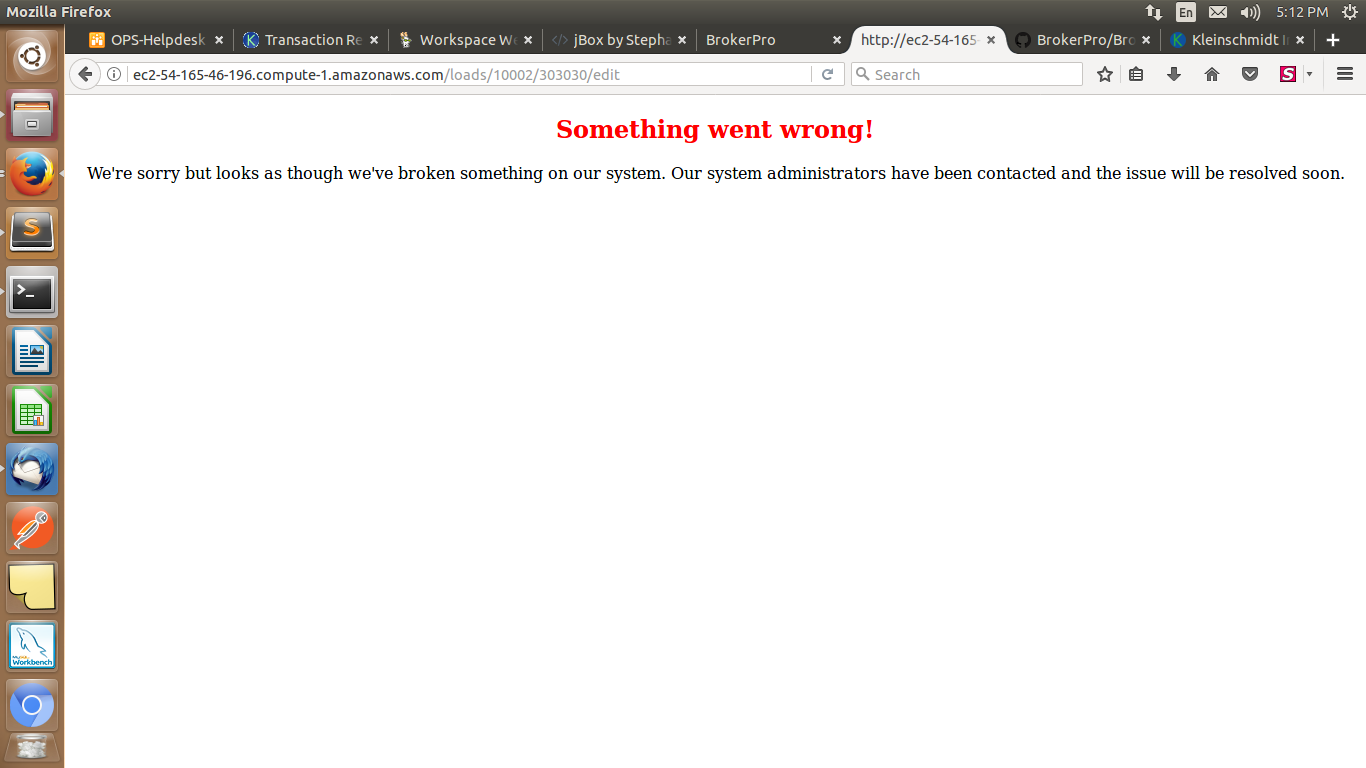 Mozilla Firefox
En
5:12 PM
OPS-Helpdesk
Transaction Re
Workspace We
jBox by Stepha
BrokerPro
http://ec2-54-165-
BrokerPro/Bro
Kleinschmidt I
ec2-54-165-46-196.compute-1.amazonaws.com/loads/10002/303030/edit
Search
Something went wrong!
We're sorry but looks as though we've broken something on our system. Our system administrators have been contacted and the issue will be resolved soon.
Workbench